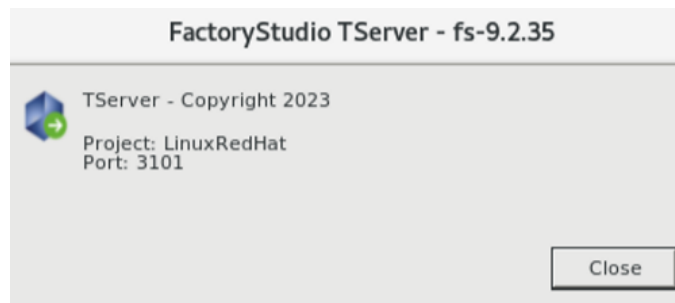 FactoryStudio TServer - fs-9.2.35
TServer - Copyright 2023
Project: LinuxRedHat
Port: 3101
Close